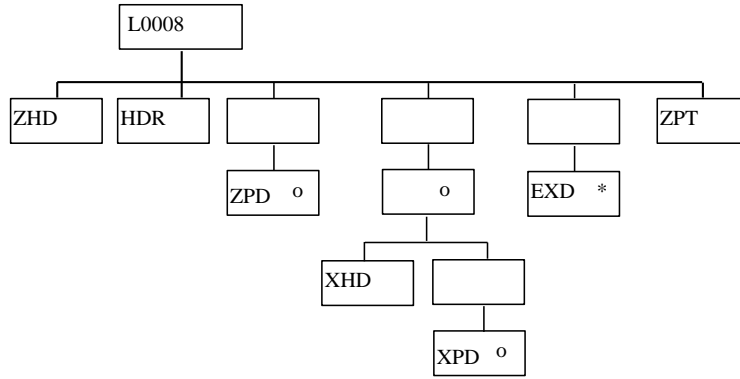 L0008
ZHD HDR ZPT
ZPD o o EXD *
XHD
XPD o